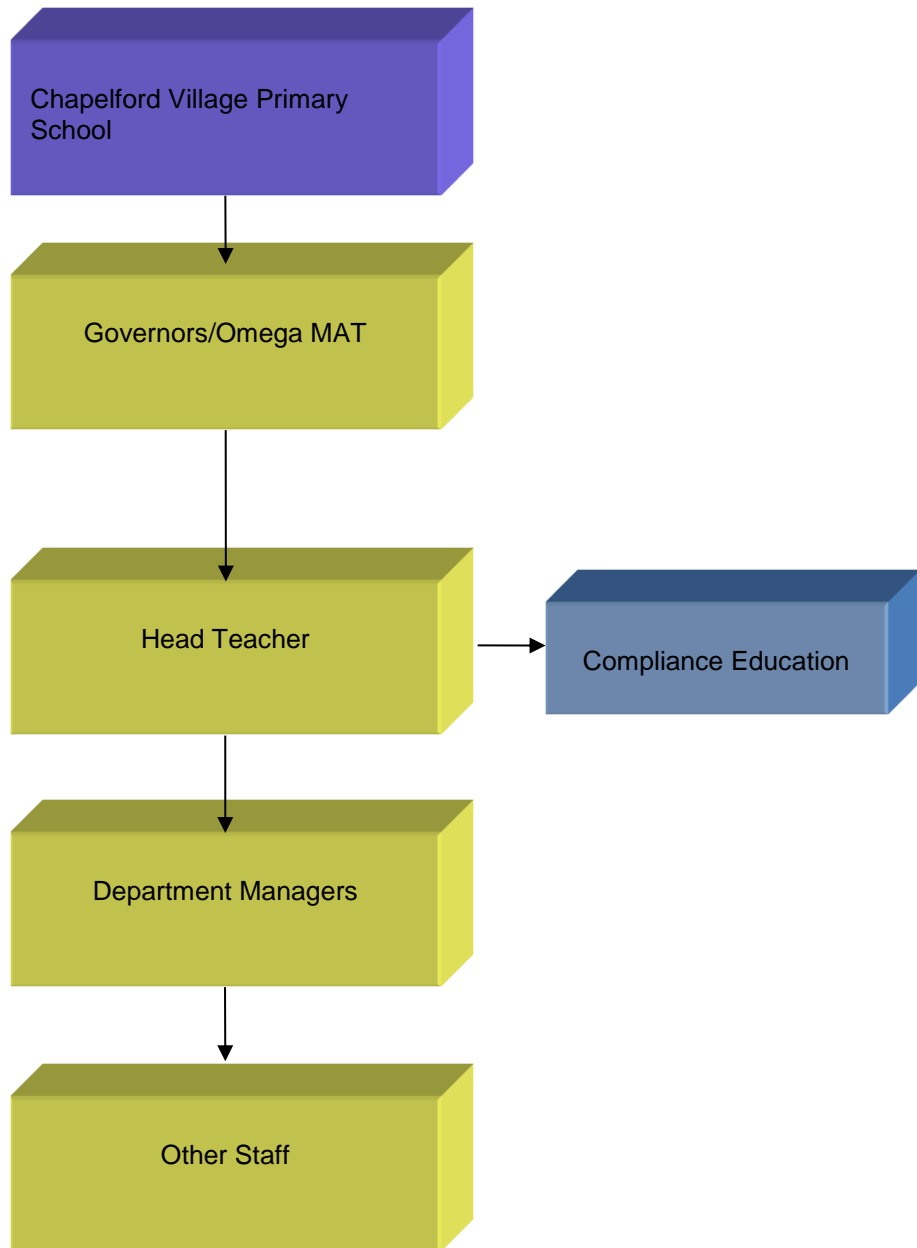 Chapelford Village Primary
School
Governors/Omega MAT
Head Teacher
Compliance Education
Department Managers
Other Staff